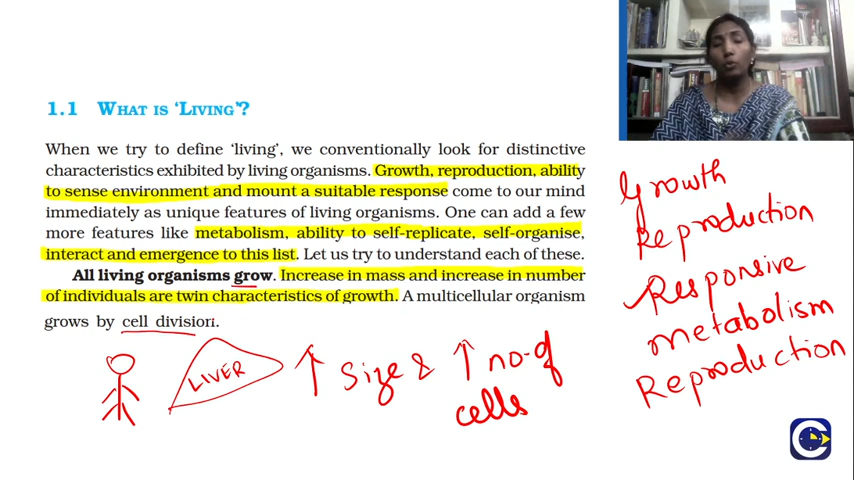 1.1 WHAT IS ‘LIVING’?
When we try to define ‘living’, we conventionally look for distinctive
characteristics exhibited by living organisms. Growth, reproduction, ability
to sense environment and mount a suitable response come to our mind
immediately as unique features of living organisms. One can add a few
more features like metabolism, ability to self-replicate, self-organise,
interact and emergence to this list. Let us try to understand each of these.
All living organisms grow. Increase in mass and increase in number
of individuals are twin characteristics of growth. A multicellular organism
grows by cell division.
LIVER
↑ Size & ↑ no. of
cells
Growth
Reproduction
Responsive
metabolism
Reproduction